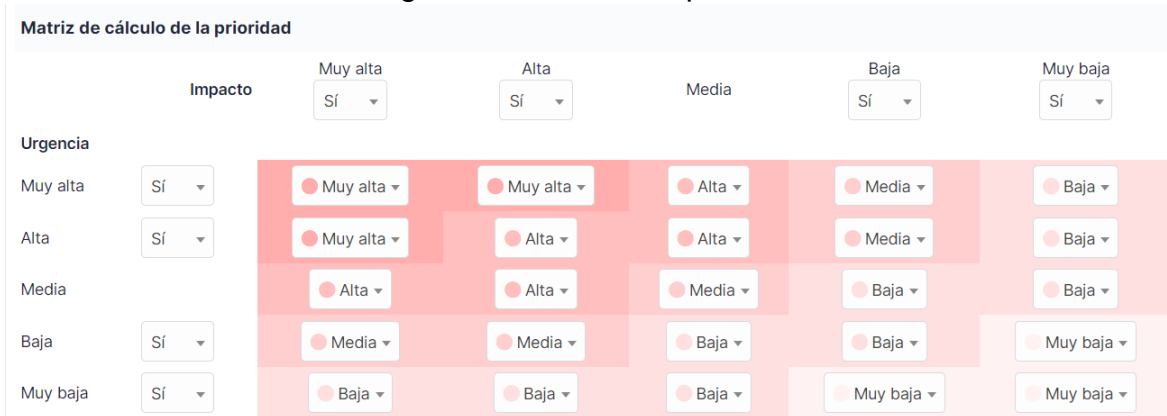 Matriz de cálculo de la prioridad
Impacto Muy alta Alta Media Baja Muy baja
Sí Sí Sí Sí
Urgencia
Muy alta Sí Muy alta Muy alta Alta Media Baja
Alta Sí Muy alta Alta Alta Media Baja
Media Alta Alta Media Baja Baja
Baja Sí Media Media Baja Baja Muy baja
Muy baja Sí Baja Baja Baja Muy baja Muy baja